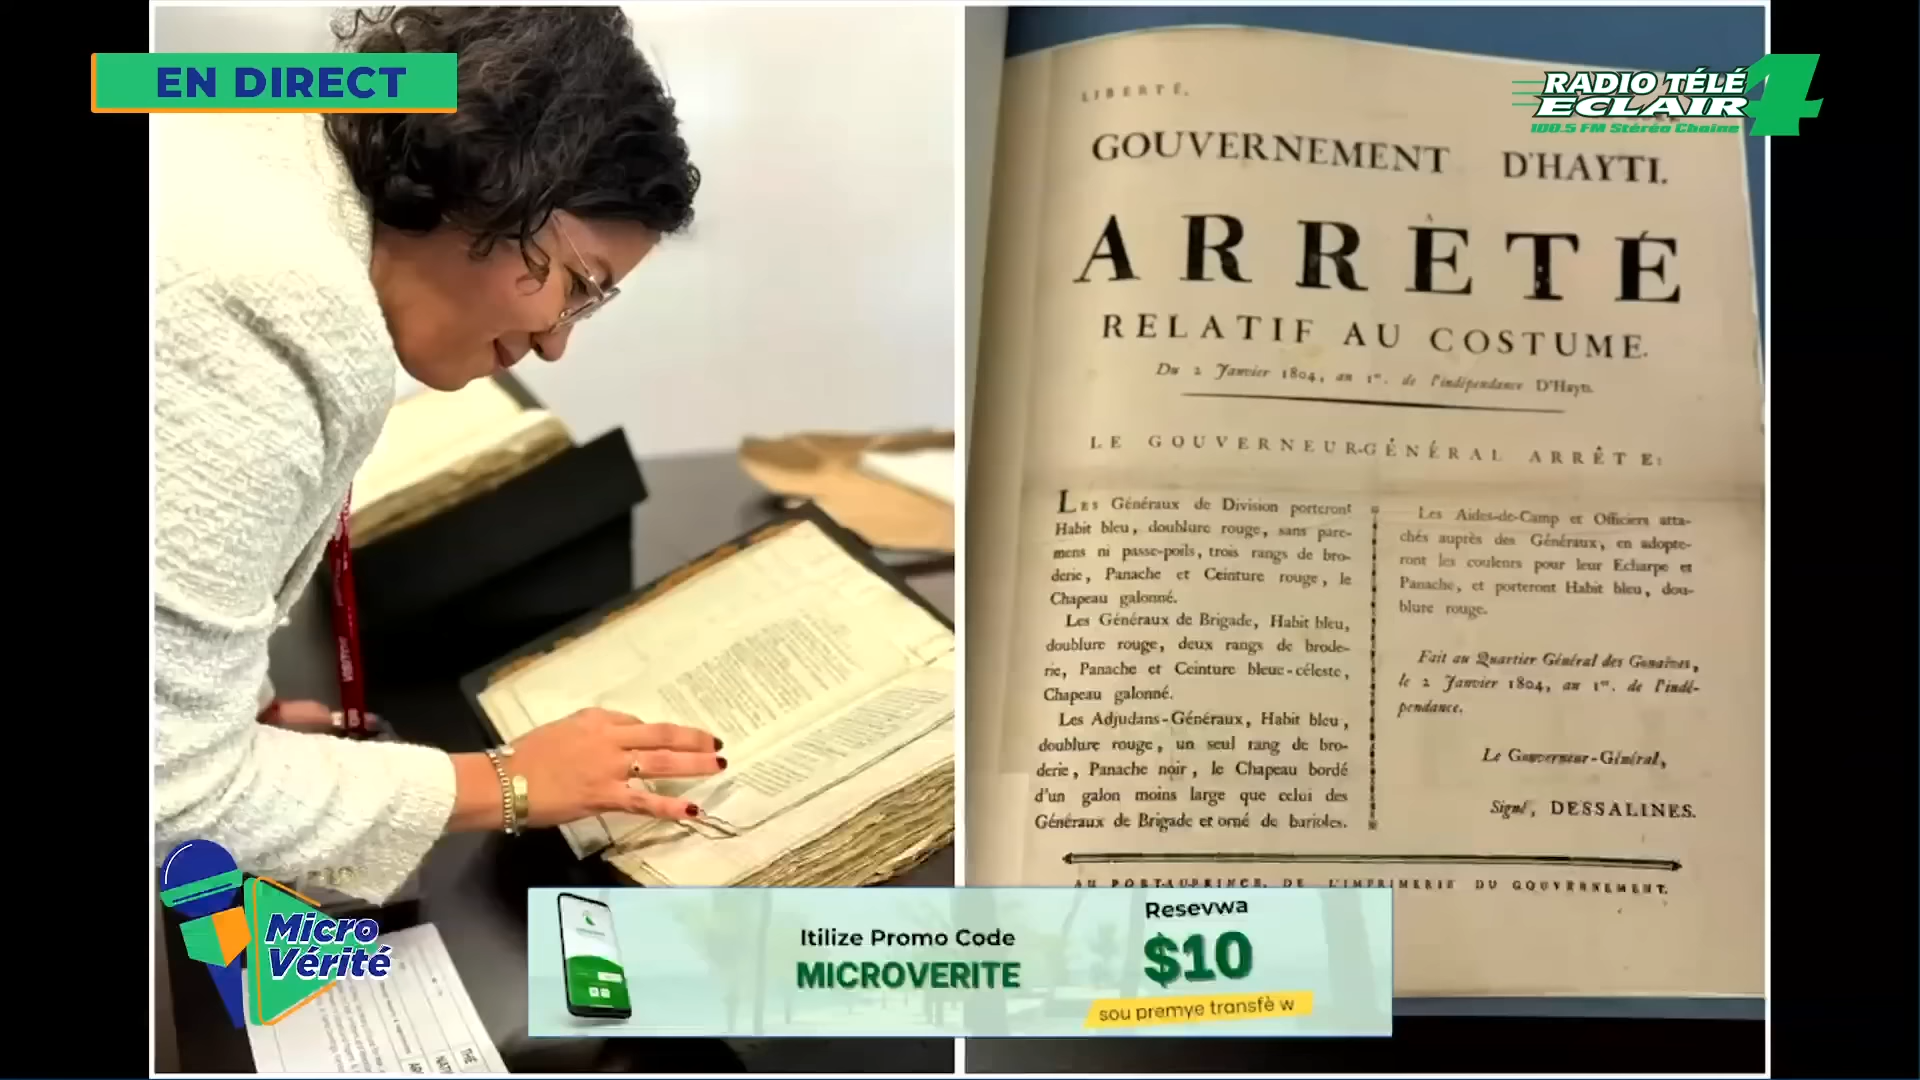 EN DIRECT
RADIO TÉLÉ
ECLAIR 4
100.5 FM Stéréo Chaine
LIBERTÉ.
GOUVERNEMENT D'HAYTI.
ARRÊTÉ
RELATIF AU COSTUME.
Du 2 Janvier 1804, an 1er. de l'indépendance D'Hayti.
LE GOUVERNEUR-GÉNÉRAL ARRÊTE:
Les Généraux de Division porteront
Habit bleu, doublure rouge, sans pare-
mens ni passe-poils, trois rangs de bro-
derie, Panache et Ceinture rouge, le
Chapeau galonné.
Les Généraux de Brigade, Habit bleu,
doublure rouge, deux rangs de brode-
rie, Panache et Ceinture bleue-céleste,
Chapeau galonné.
Les Adjudans-Généraux, Habit bleu,
doublure rouge, un seul rang de bro-
derie, Panache noir, le Chapeau bordé
d'un galon moins large que celui des
Généraux de Brigade et orné de barioles.
Les Aides-de-Camp et Officiers atta-
chés auprès des Généraux, en adopte-
ront les couleurs pour leur Echarpe et
Panache, et porteront Habit bleu, dou-
blure rouge.
Fait au Quartier Général des Gonaïves,
le 2 Janvier 1804, an 1er. de l'indé-
pendance.
Le Gouverneur-Général,
Signé, DESSALINES.
AU PORT-AU-PRINCE, DE L'IMPRIMERIE DU GOUVERNEMENT.
VISITOR
Micro
Vérité
Itilize Promo Code
MICROVERITE
Resevwa
$10
sou premye transfè w
THE